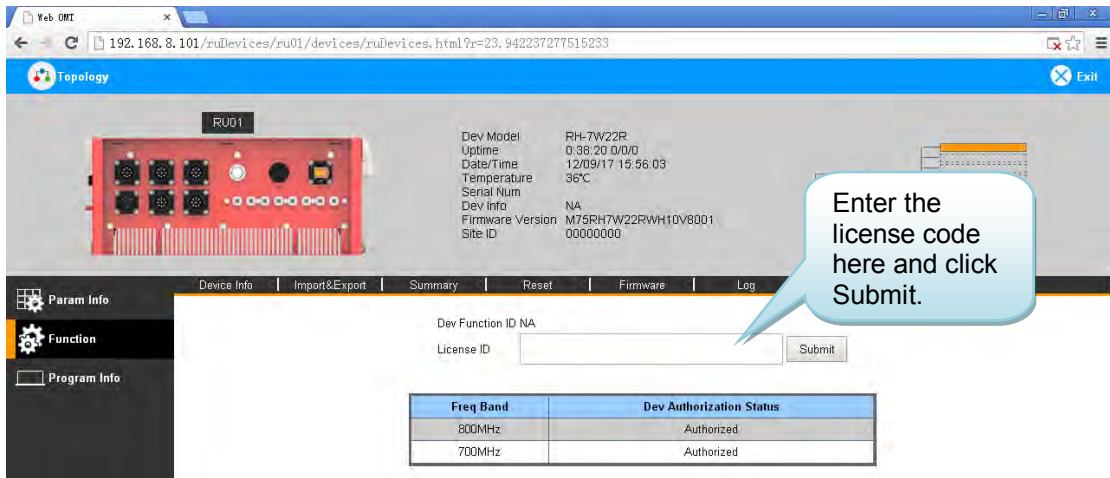 Web OMT
192.168.8.101/ruDevices/ru01/devices/ruDevices.html?r=23.942237277515233
Topology
Exit
RU01
Dev Model RH-7W22R
Uptime 0:38:20 0/0/0
Date/Time 12/09/17 15:56:03
Temperature 36°C
Serial Num
Dev Info NA
Firmware Version M75RH7W22RWH10V8001
Site ID 00000000
Enter the
license code
here and click
Submit.
Device Info Import&Export Summary Reset Firmware Log
Param Info
Function
Program Info
Dev Function ID NA
License ID
Submit
Freq Band Dev Authorization Status
800MHz Authorized
700MHz Authorized